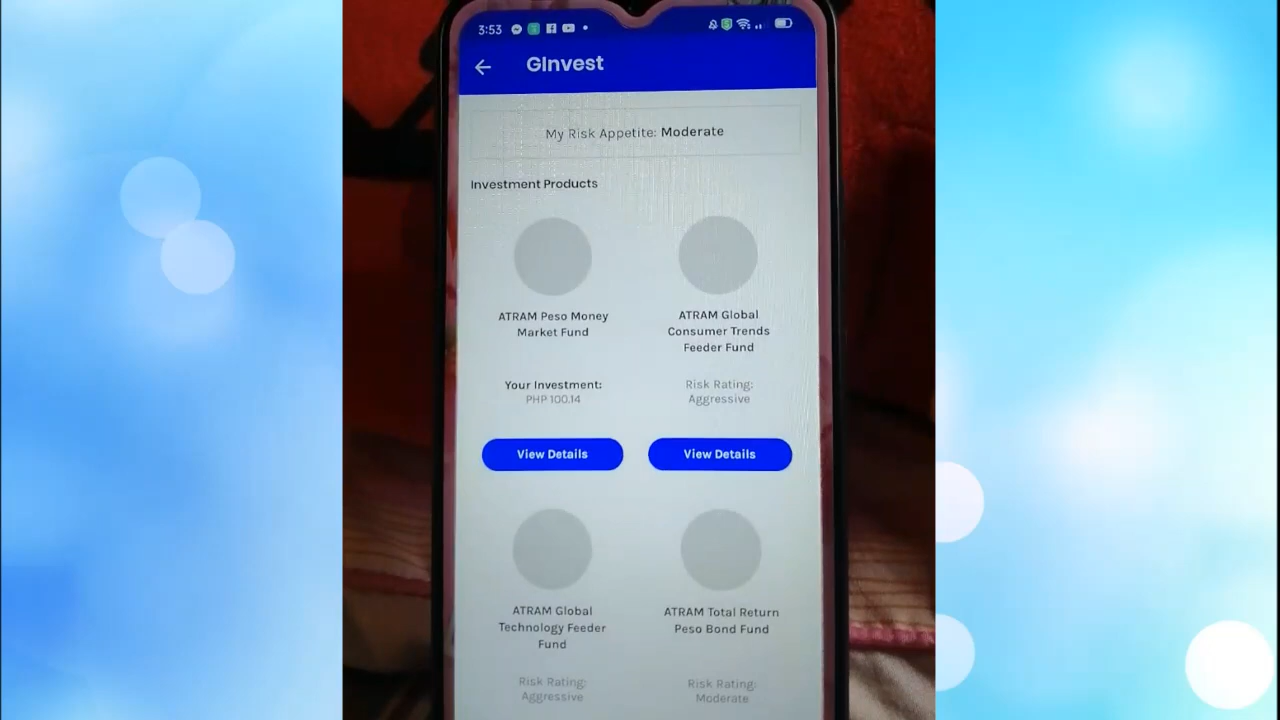 3:53
GInvest
My Risk Appetite: Moderate
Investment Products
ATRAM Peso Money
Market Fund
Your Investment:
PHP 100.14
View Details
ATRAM Global
Consumer Trends
Feeder Fund
Risk Rating:
Aggressive
View Details
ATRAM Global
Technology Feeder
Fund
Risk Rating:
Aggressive
ATRAM Total Return
Peso Bond Fund
Risk Rating:
Moderate